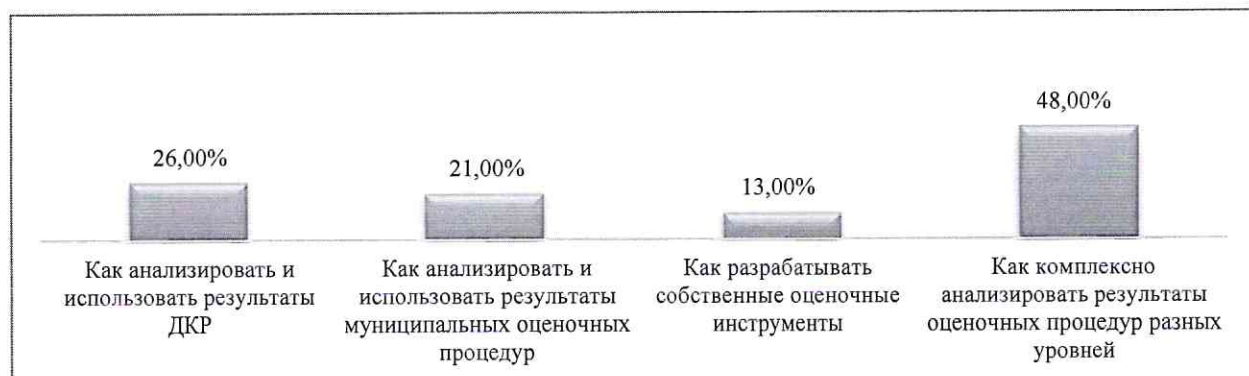 26,00%
21,00%
13,00%
48,00%
Как анализировать и
использовать результаты
ДКР
Как анализировать и
использовать результаты
муниципальных оценочных
процедур
Как разрабатывать
собственные оценочные
инструменты
Как комплексно
анализировать результаты
оценочных процедур разных
уровней